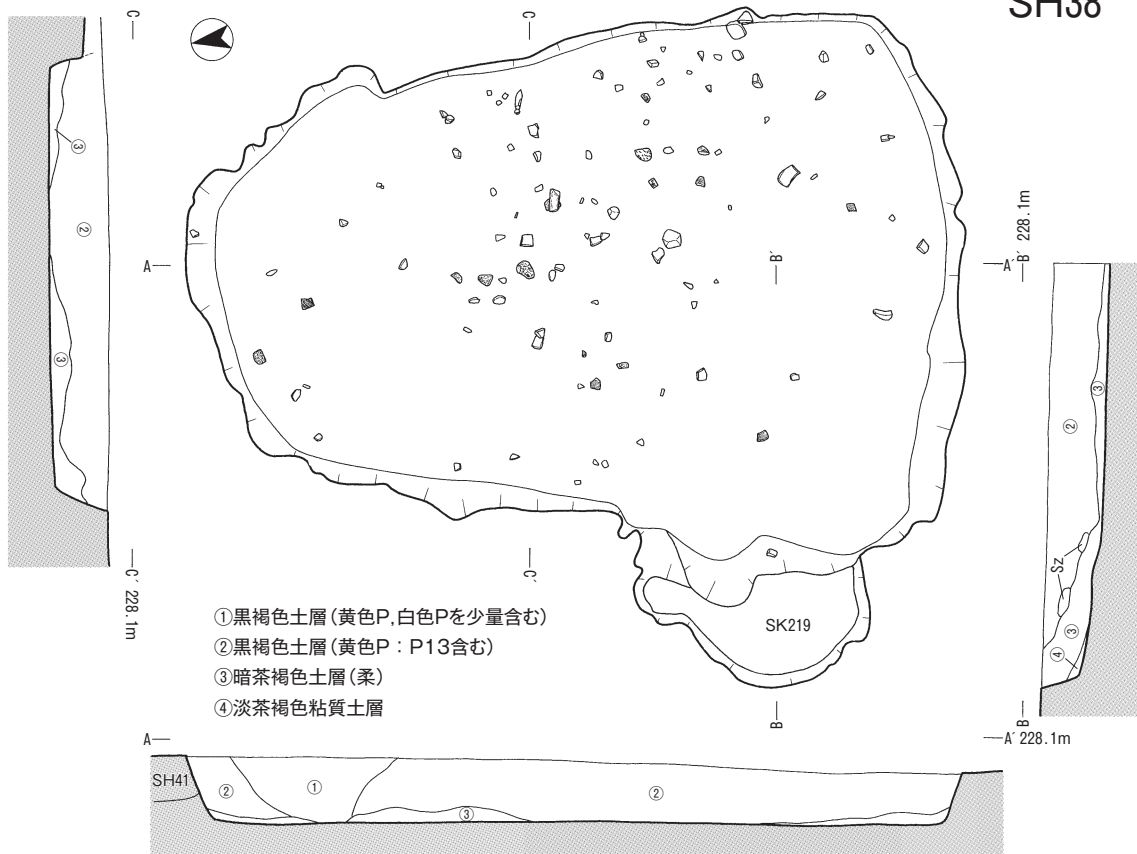 SH38
C
C
③
②
③
C´ 228.1m
C´
A
A´
B´
B´ 228.1m
③
②
Sz
③
④
B
B
SK219
①黒褐色土層(黄色P,白色Pを少量含む)
②黒褐色土層(黄色P:P13含む)
③暗茶褐色土層(柔)
④淡茶褐色粘質土層
A
A´ 228.1m
SH41
②
①
②
③